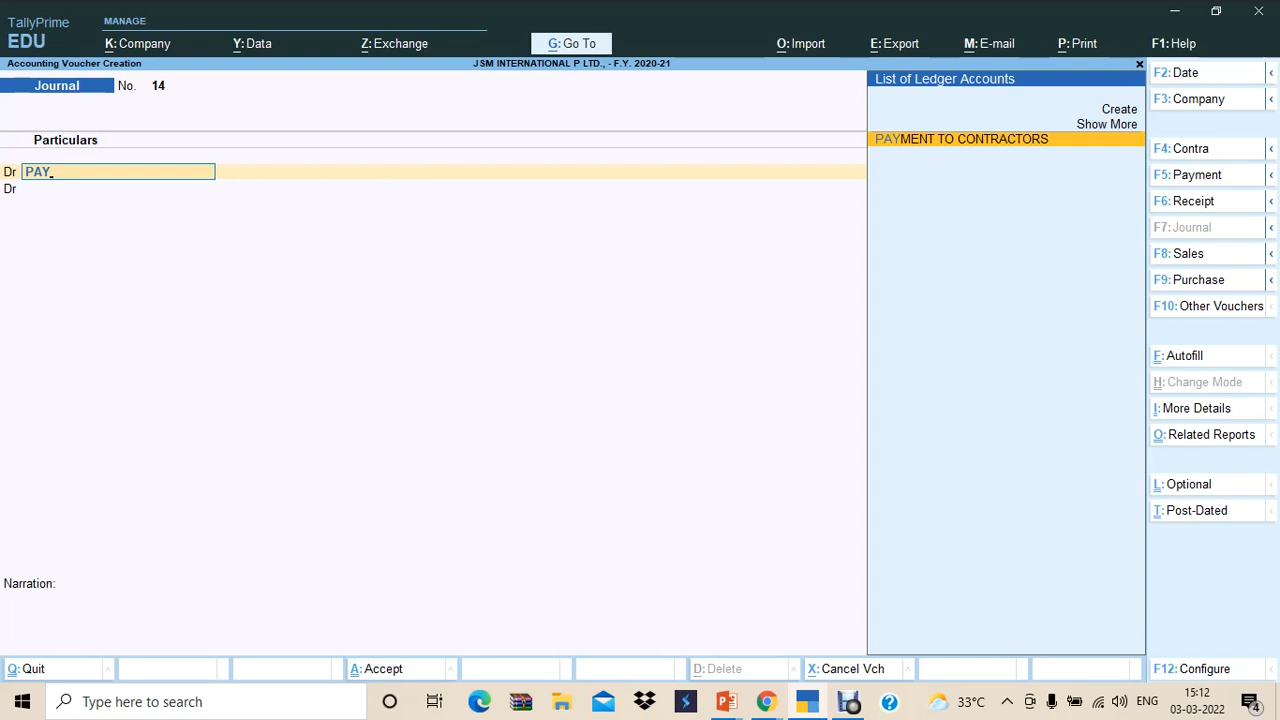 TallyPrime
MANAGE
EDU
K: Company
Y: Data
Z: Exchange
G: Go To
O: Import
E: Export
M: E-mail
P: Print
F1: Help
Accounting Voucher Creation
JSM INTERNATIONAL P LTD., - F.Y. 2020-21
Journal No. 14
Particulars
Dr PAY
Dr
Narration:
List of Ledger Accounts
Create
Show More
PAYMENT TO CONTRACTORS
F2: Date
F3: Company
F4: Contra
F5: Payment
F6: Receipt
F7: Journal
F8: Sales
F9: Purchase
F10: Other Vouchers
F: Autofill
H: Change Mode
I: More Details
O: Related Reports
L: Optional
T: Post-Dated
Q: Quit
A: Accept
D: Delete
X: Cancel Vch
F12: Configure
Type here to search
33°C
ENG
15:12
03-03-2022
4